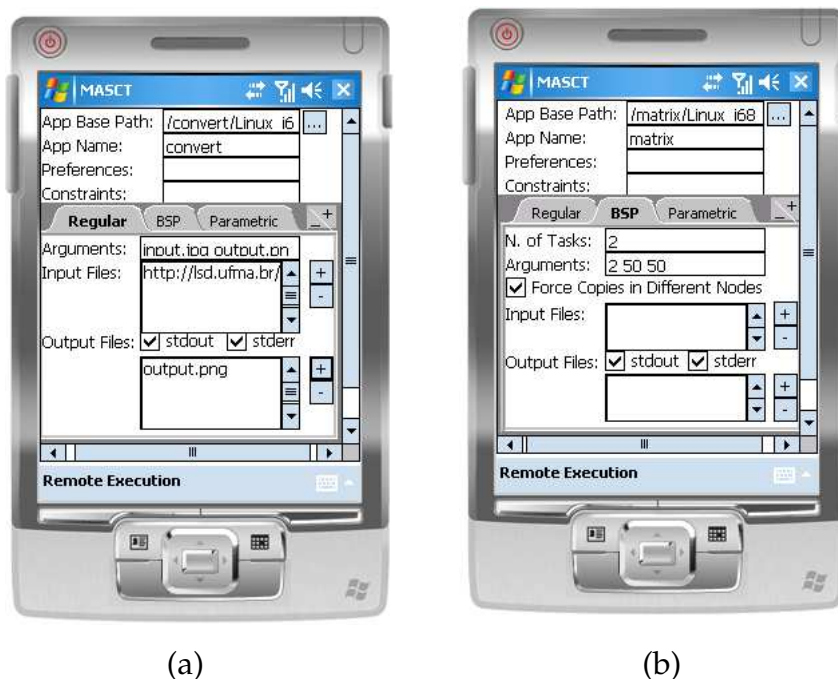 MASCT
App Base Path: /convert/Linux_i6 ...
App Name: convert
Preferences:
Constraints:
Regular BSP Parametric
Arguments: input.jpg output.pn
Input Files: http://lsd.ufma.br/
+
-
Output Files: stdout stderr
output.png
+
-
Remote Execution
(a)
MASCT
App Base Path: /matrix/Linux_i68 ...
App Name: matrix
Preferences:
Constraints:
Regular BSP Parametric
N. of Tasks: 2
Arguments: 2 50 50
Force Copies in Different Nodes
Input Files:
+
-
Output Files: stdout stderr
+
-
Remote Execution
(b)